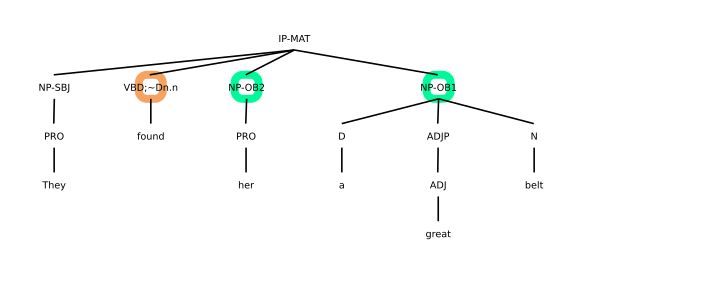 IP-MAT
NP-SBJ VBD;~Dn.n NP-OB2 NP-OB1
PRO found PRO D ADJP N
They her a ADJ belt
great